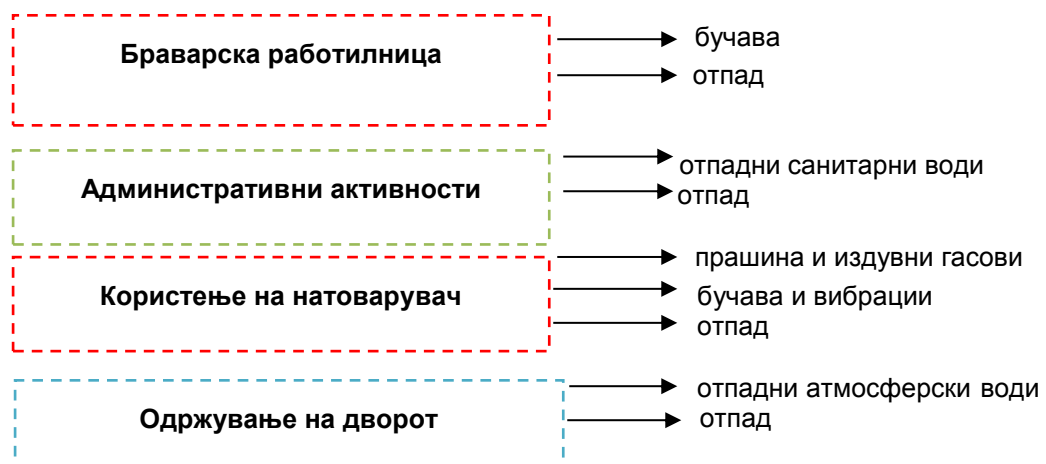 Браварска работилница
бучава
отпад
Административни активности
отпадни санитарни води
отпад
Користење на натоварувач
прашина и издувни гасови
бучава и вибрации
отпад
Одржување на дворот
отпадни атмосферски води
отпад